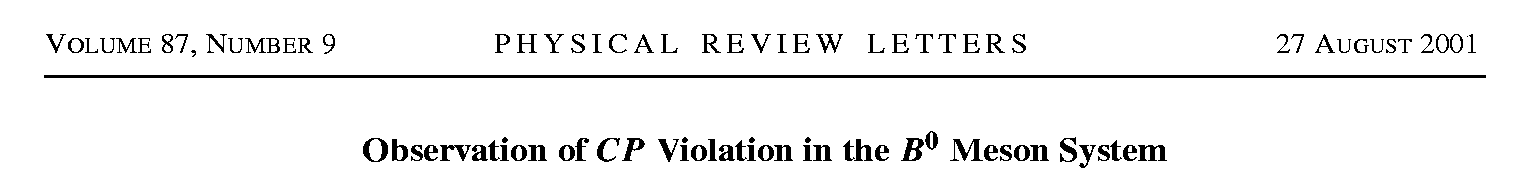 VOLUME 87, NUMBER 9 PHYSICAL REVIEW LETTERS 27 AUGUST 2001
Observation of CP Violation in the B⁰ Meson System